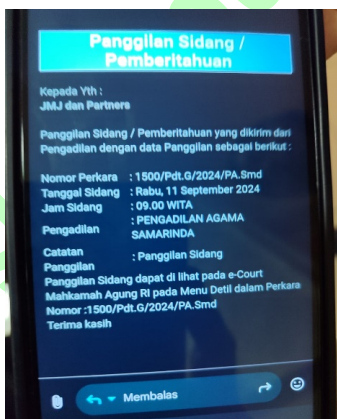 Panggilan Sidang /
Pemberitahuan
Kepada Yth :
JMJ dan Partners
Panggilan Sidang / Pemberitahuan yang dikirim dari
Pengadilan dengan data Panggilan sebagai berikut :
Nomor Perkara : 1500/Pdt.G/2024/PA.Smd
Tanggal Sidang : Rabu, 11 September 2024
Jam Sidang : 09.00 WITA
Pengadilan : PENGADILAN AGAMA
SAMARINDA
Catatan
Panggilan : Panggilan Sidang
Panggilan Sidang dapat di lihat pada e-Court
Mahkamah Agung RI pada Menu Detil dalam Perkara
Nomor :1500/Pdt.G/2024/PA.Smd
Terima kasih
Membalas